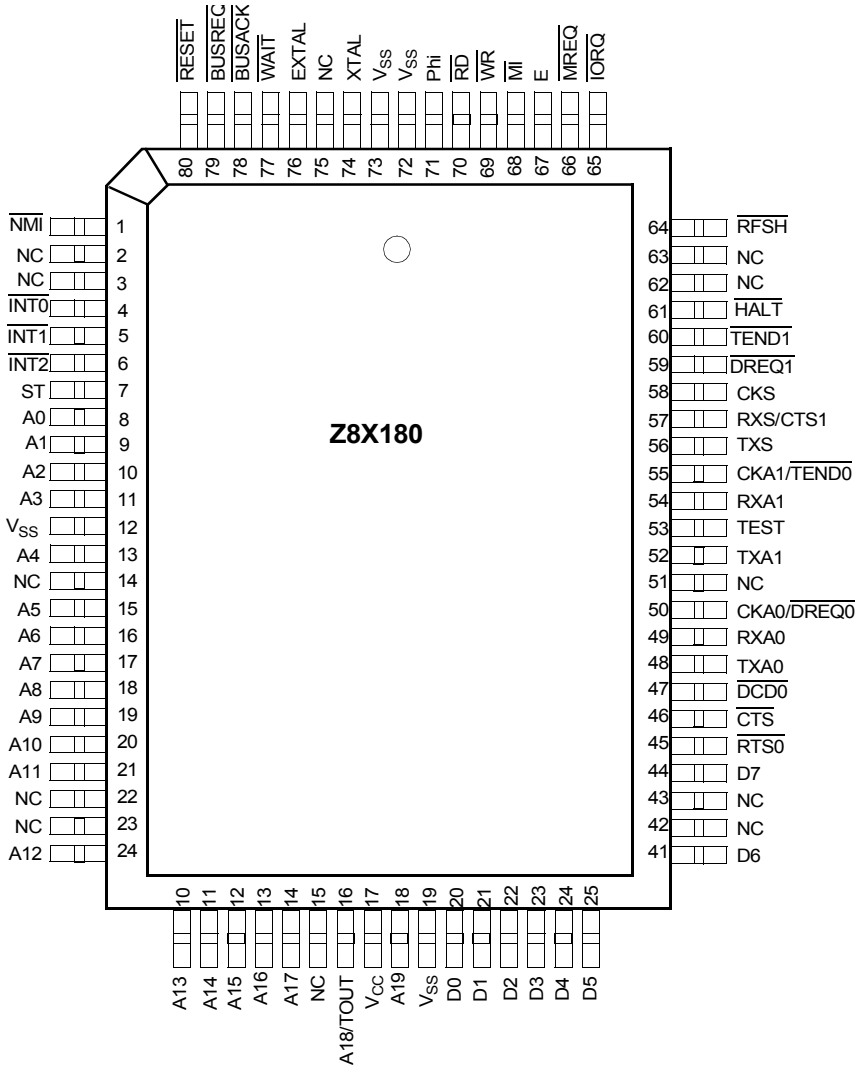 RESET
BUSREQ
BUSACK
WAIT
EXTAL
NC
XTAL
VSS
VSS
Phi
RD
WR
MI
E
MREQ
IORQ
80 79 78 77 76 75 74 73 72 71 70 69 68 67 66 65
NMI 1
NC 2
NC 3
INT0 4
INT1 5
INT2 6
ST 7
A0 8
A1 9
A2 10
A3 11
VSS 12
A4 13
NC 14
A5 15
A6 16
A7 17
A8 18
A9 19
A10 20
A11 21
NC 22
NC 23
A12 24
Z8X180
64 RFSH
63 NC
62 NC
61 HALT
60 TEND1
59 DREQ1
58 CKS
57 RXS/CTS1
56 TXS
55 CKA1/TEND0
54 RXA1
53 TEST
52 TXA1
51 NC
50 CKA0/DREQ0
49 RXA0
48 TXA0
47 DCD0
46 CTS
45 RTS0
44 D7
43 NC
42 NC
41 D6
10 11 12 13 14 15 16 17 18 19 20 21 22 23 24 25
A13
A14
A15
A16
A17
NC
A18/TOUT
VCC
A19
VSS
D0
D1
D2
D3
D4
D5